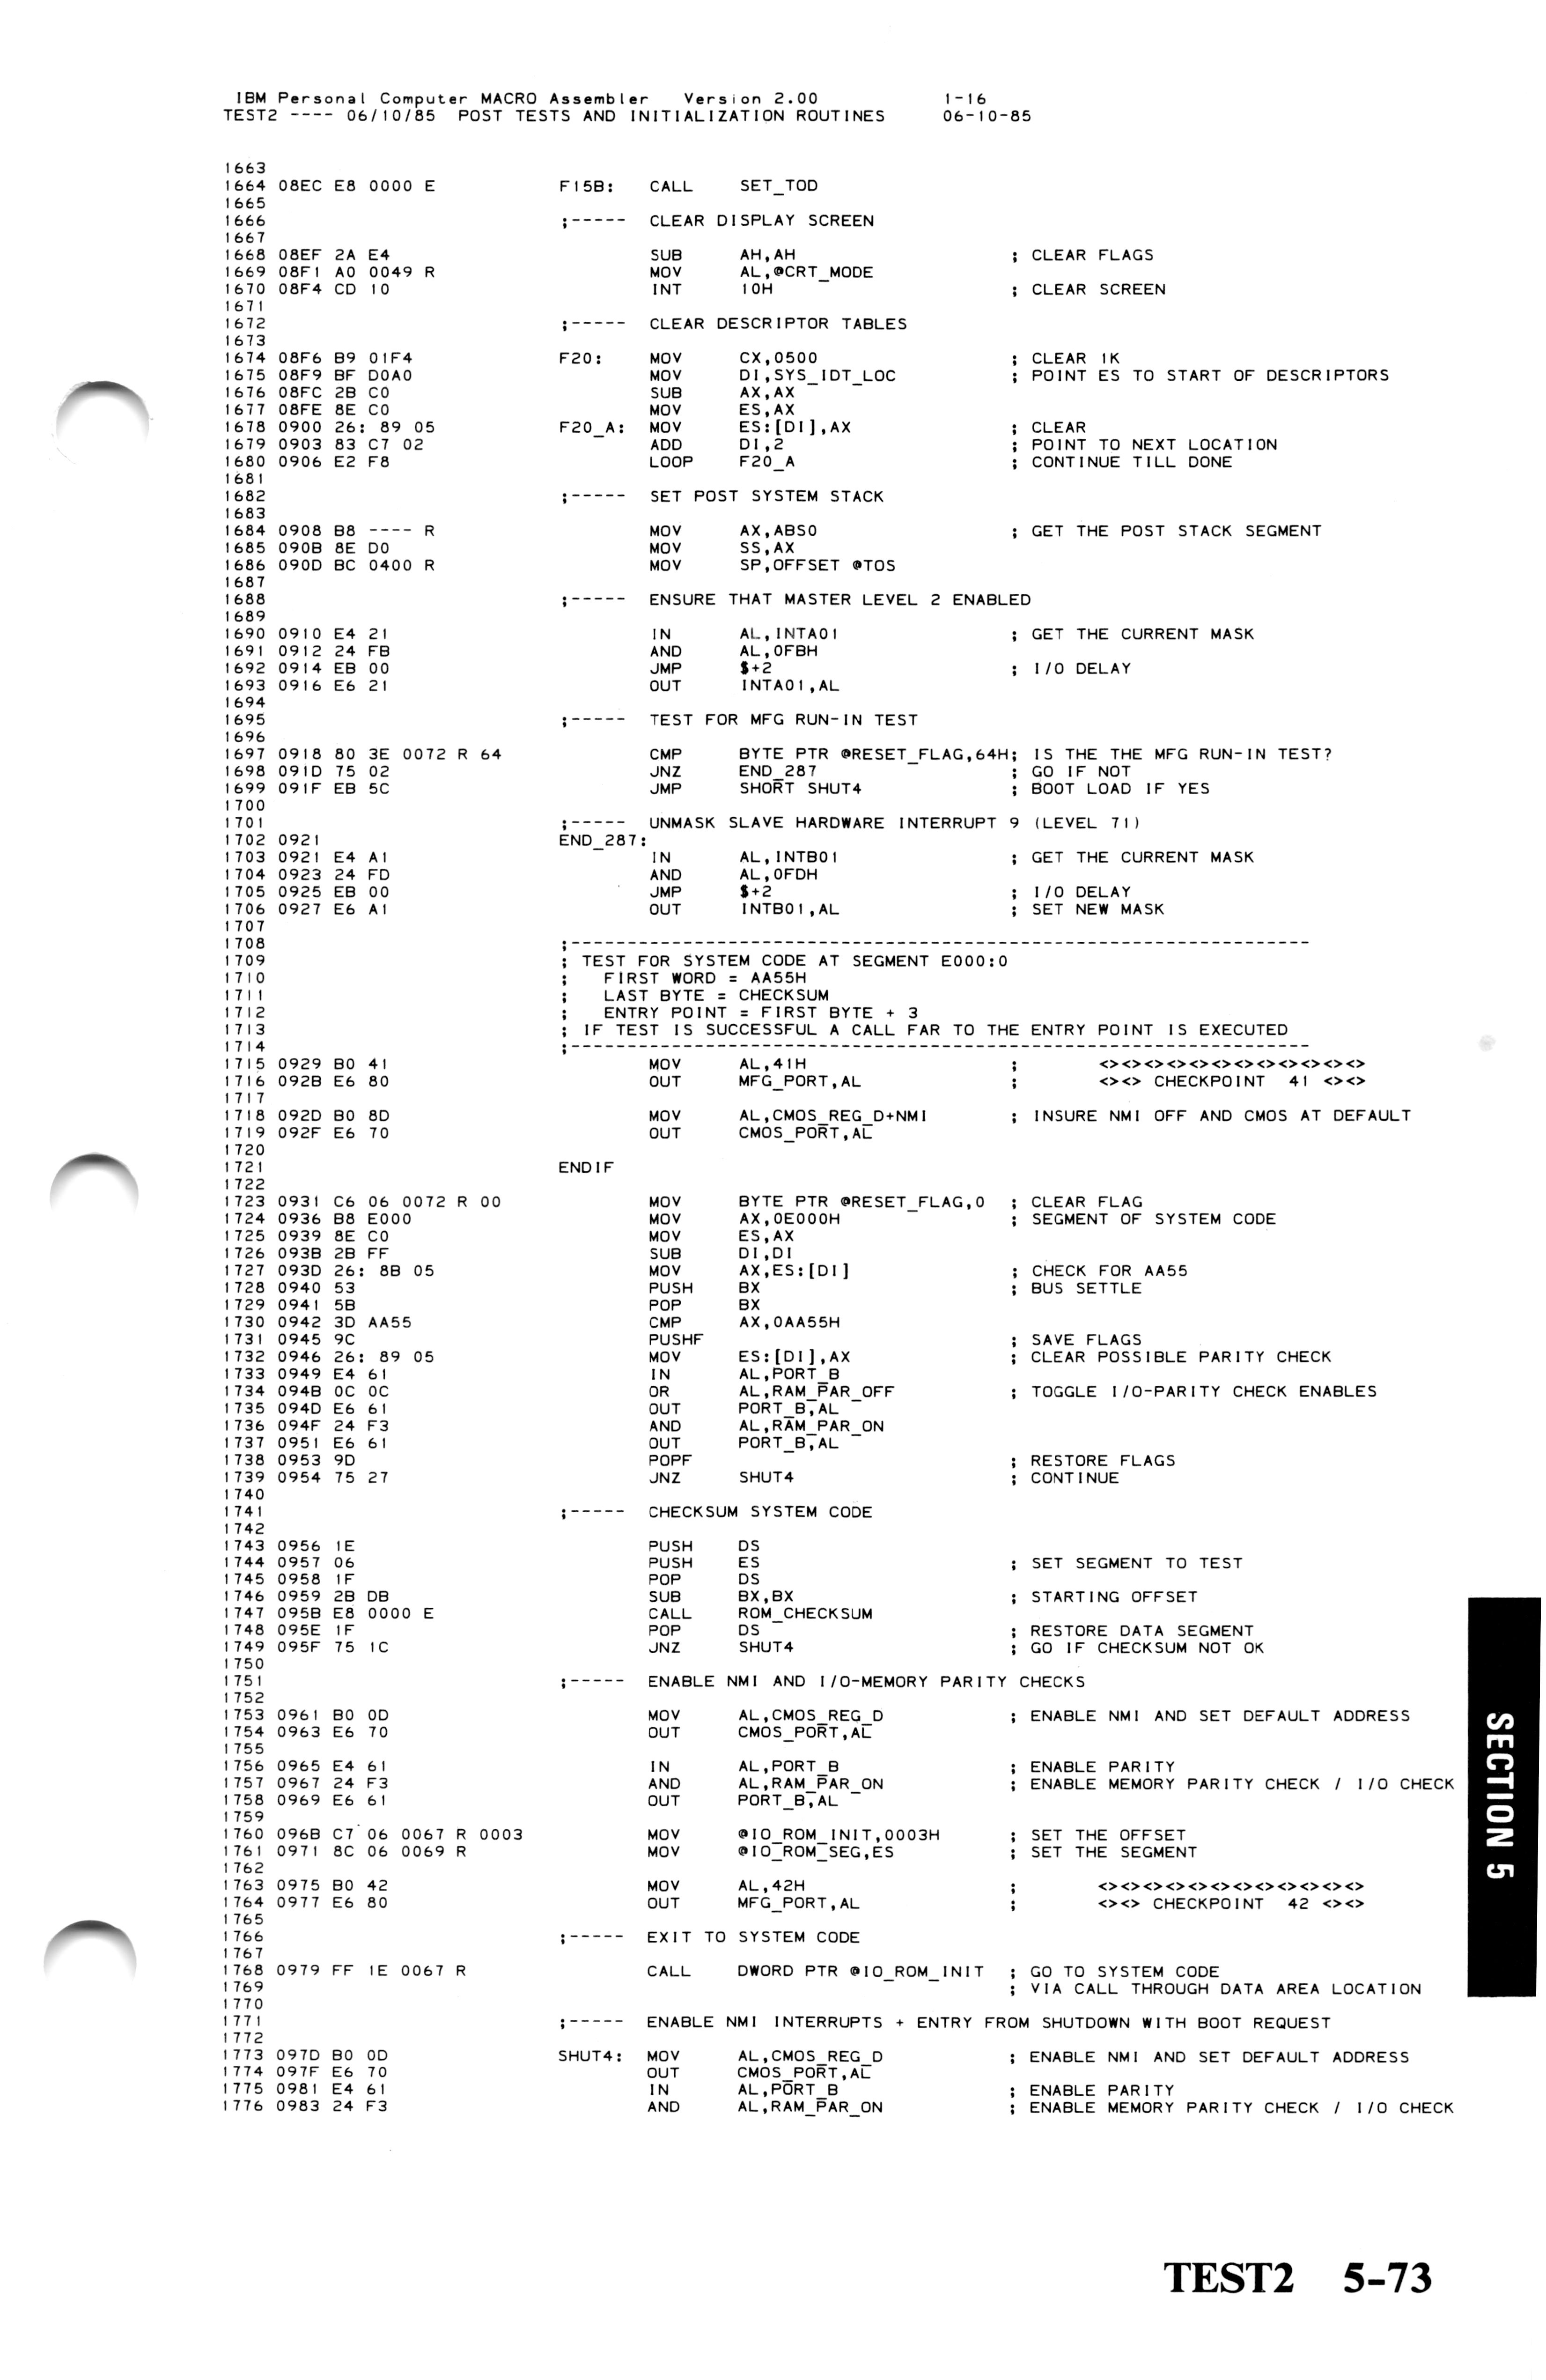 IBM Personal Computer MACRO Assembler   Version 2.00             1-16
TEST2 ---- 06/10/85  POST TESTS AND INITIALIZATION ROUTINES      06-10-85
1663
1664 08EC E8 0000 E              F15B:   CALL    SET_TOD
1665
1666                             ;-----  CLEAR DISPLAY SCREEN
1667
1668 08EF 2A E4                          SUB     AH,AH                   ; CLEAR FLAGS
1669 08F1 A0 0049 R                      MOV     AL,@CRT_MODE
1670 08F4 CD 10                          INT     10H                     ; CLEAR SCREEN
1671
1672                             ;-----  CLEAR DESCRIPTOR TABLES
1673
1674 08F6 B9 01F4                F20:    MOV     CX,0500                 ; CLEAR 1K
1675 08F9 BF D0A0                        MOV     DI,SYS_IDT_LOC          ; POINT ES TO START OF DESCRIPTORS
1676 08FC 2B C0                          SUB     AX,AX
1677 08FE 8E C0                          MOV     ES,AX
1678 0900 26: 89 05              F20_A:  MOV     ES:[DI],AX              ; CLEAR
1679 0903 83 C7 02                       ADD     DI,2                    ; POINT TO NEXT LOCATION
1680 0906 E2 F8                          LOOP    F20_A                   ; CONTINUE TILL DONE
1681
1682                             ;-----  SET POST SYSTEM STACK
1683
1684 0908 B8 ---- R                      MOV     AX,ABS0                 ; GET THE POST STACK SEGMENT
1685 090B 8E D0                          MOV     SS,AX
1686 090D BC 0400 R                      MOV     SP,OFFSET @TOS
1687
1688                             ;-----  ENSURE THAT MASTER LEVEL 2 ENABLED
1689
1690 0910 E4 21                          IN      AL,INTA01               ; GET THE CURRENT MASK
1691 0912 24 FB                          AND     AL,0FBH
1692 0914 EB 00                          JMP     $+2                     ; I/O DELAY
1693 0916 E6 21                          OUT     INTA01,AL
1694
1695                             ;-----  TEST FOR MFG RUN-IN TEST
1696
1697 0918 80 3E 0072 R 64                CMP     BYTE PTR @RESET_FLAG,64H; IS THE THE MFG RUN-IN TEST?
1698 091D 75 02                          JNZ     END_287                 ; GO IF NOT
1699 091F EB 5C                          JMP     SHORT SHUT4             ; BOOT LOAD IF YES
1700
1701                             ;-----  UNMASK SLAVE HARDWARE INTERRUPT 9 (LEVEL 71)
1702 0921                        END_287:
1703 0921 E4 A1                          IN      AL,INTB01               ; GET THE CURRENT MASK
1704 0923 24 FD                          AND     AL,0FDH
1705 0925 EB 00                          JMP     $+2                     ; I/O DELAY
1706 0927 E6 A1                          OUT     INTB01,AL               ; SET NEW MASK
1707
1708                             ;------------------------------------------------------------------
1709                             ; TEST FOR SYSTEM CODE AT SEGMENT E000:0
1710                             ;   FIRST WORD = AA55H
1711                             ;   LAST BYTE = CHECKSUM
1712                             ;   ENTRY POINT = FIRST BYTE + 3
1713                             ; IF TEST IS SUCCESSFUL A CALL FAR TO THE ENTRY POINT IS EXECUTED
1714                             ;------------------------------------------------------------------
1715 0929 B0 41                          MOV     AL,41H                  ;       <><><><><><><><><><><><>
1716 092B E6 80                          OUT     MFG_PORT,AL             ;       <><> CHECKPOINT  41 <><>
1717
1718 092D B0 8D                          MOV     AL,CMOS_REG_D+NMI       ; INSURE NMI OFF AND CMOS AT DEFAULT
1719 092F E6 70                          OUT     CMOS_PORT,AL
1720
1721                             ENDIF
1722
1723 0931 C6 06 0072 R 00                MOV     BYTE PTR @RESET_FLAG,0  ; CLEAR FLAG
1724 0936 B8 E000                        MOV     AX,0E000H               ; SEGMENT OF SYSTEM CODE
1725 0939 8E C0                          MOV     ES,AX
1726 093B 2B FF                          SUB     DI,DI
1727 093D 26: 8B 05                      MOV     AX,ES:[DI]              ; CHECK FOR AA55
1728 0940 53                             PUSH    BX                      ; BUS SETTLE
1729 0941 5B                             POP     BX
1730 0942 3D AA55                        CMP     AX,0AA55H
1731 0945 9C                             PUSHF                           ; SAVE FLAGS
1732 0946 26: 89 05                      MOV     ES:[DI],AX              ; CLEAR POSSIBLE PARITY CHECK
1733 0949 E4 61                          IN      AL,PORT_B
1734 094B 0C 0C                          OR      AL,RAM_PAR_OFF          ; TOGGLE I/O-PARITY CHECK ENABLES
1735 094D E6 61                          OUT     PORT_B,AL
1736 094F 24 F3                          AND     AL,RAM_PAR_ON
1737 0951 E6 61                          OUT     PORT_B,AL
1738 0953 9D                             POPF                            ; RESTORE FLAGS
1739 0954 75 27                          JNZ     SHUT4                   ; CONTINUE
1740
1741                             ;-----  CHECKSUM SYSTEM CODE
1742
1743 0956 1E                             PUSH    DS
1744 0957 06                             PUSH    ES                      ; SET SEGMENT TO TEST
1745 0958 1F                             POP     DS
1746 0959 2B DB                          SUB     BX,BX                   ; STARTING OFFSET
1747 095B E8 0000 E                      CALL    ROM_CHECKSUM
1748 095E 1F                             POP     DS                      ; RESTORE DATA SEGMENT
1749 095F 75 1C                          JNZ     SHUT4                   ; GO IF CHECKSUM NOT OK
1750
1751                             ;-----  ENABLE NMI AND I/O-MEMORY PARITY CHECKS
1752
1753 0961 B0 0D                          MOV     AL,CMOS_REG_D           ; ENABLE NMI AND SET DEFAULT ADDRESS
1754 0963 E6 70                          OUT     CMOS_PORT,AL
1755
1756 0965 E4 61                          IN      AL,PORT_B               ; ENABLE PARITY
1757 0967 24 F3                          AND     AL,RAM_PAR_ON           ; ENABLE MEMORY PARITY CHECK / I/O CHECK
1758 0969 E6 61                          OUT     PORT_B,AL
1759
1760 096B C7 06 0067 R 0003              MOV     @IO_ROM_INIT,0003H      ; SET THE OFFSET
1761 0971 8C 06 0069 R                   MOV     @IO_ROM_SEG,ES          ; SET THE SEGMENT
1762
1763 0975 B0 42                          MOV     AL,42H                  ;       <><><><><><><><><><><><>
1764 0977 E6 80                          OUT     MFG_PORT,AL             ;       <><> CHECKPOINT  42 <><>
1765
1766                             ;-----  EXIT TO SYSTEM CODE
1767
1768 0979 FF 1E 0067 R                   CALL    DWORD PTR @IO_ROM_INIT  ; GO TO SYSTEM CODE
1769                                                                     ; VIA CALL THROUGH DATA AREA LOCATION
1770
1771                             ;-----  ENABLE NMI INTERRUPTS + ENTRY FROM SHUTDOWN WITH BOOT REQUEST
1772
1773 097D B0 0D                  SHUT4:  MOV     AL,CMOS_REG_D           ; ENABLE NMI AND SET DEFAULT ADDRESS
1774 097F E6 70                          OUT     CMOS_PORT,AL
1775 0981 E4 61                          IN      AL,PORT_B               ; ENABLE PARITY
1776 0983 24 F3                          AND     AL,RAM_PAR_ON           ; ENABLE MEMORY PARITY CHECK / I/O CHECK
SECTION 5
TEST2 5-73